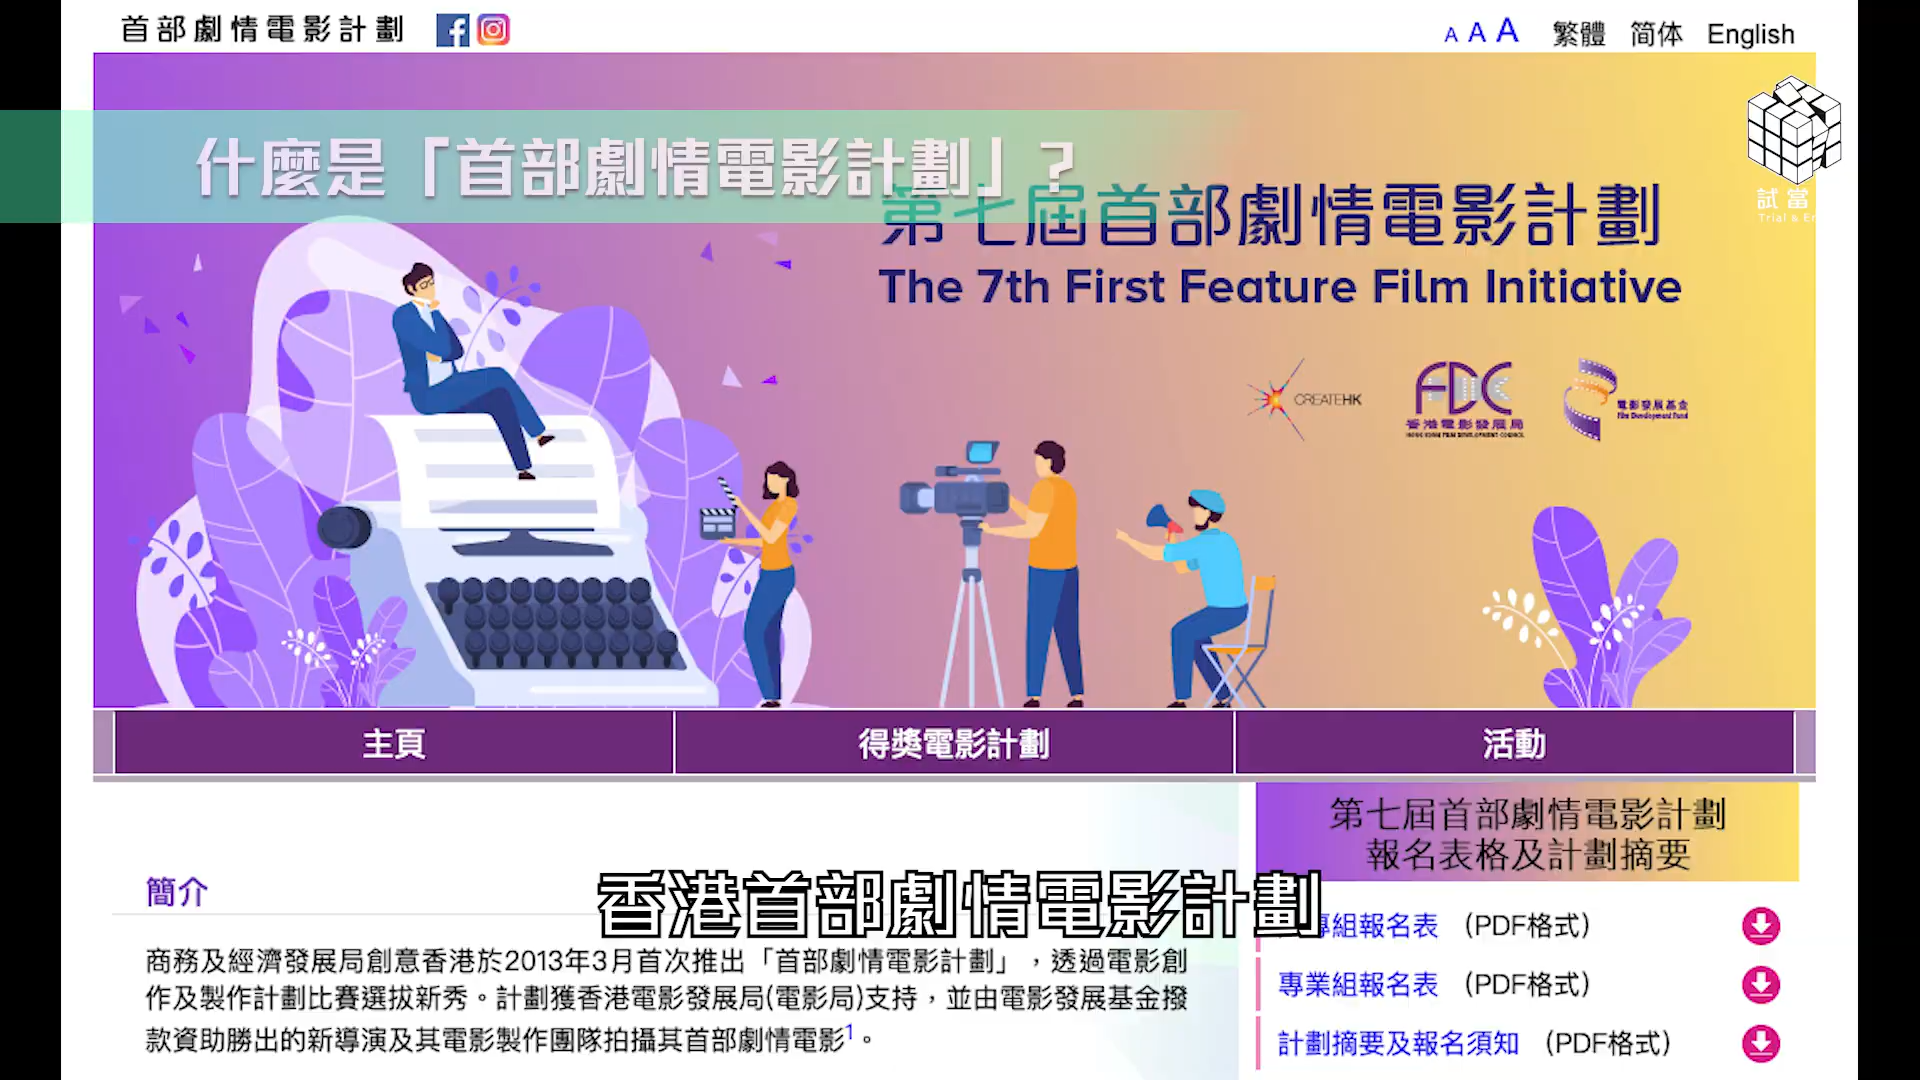 首部劇情電影計劃
A A A 繁體 简体 English
什麼是「首部劇情電影計劃」?
試當
第七屆首部劇情電影計劃
The 7th First Feature Film Initiative
CREATEHK
FDC
香港電影發展局
HONG KONG FILM DEVELOPMENT COUNCIL
電影發展基金
Film Development Fund
主頁
得獎電影計劃
活動
第七屆首部劇情電影計劃
報名表格及計劃摘要
簡介
香港首部劇情電影計劃
專組報名表 (PDF格式)
商務及經濟發展局創意香港於2013年3月首次推出「首部劇情電影計劃」，透過電影創
作及製作計劃比賽選拔新秀。計劃獲香港電影發展局(電影局)支持，並由電影發展基金撥
款資助勝出的新導演及其電影製作團隊拍攝其首部劇情電影1。
專業組報名表 (PDF格式)
計劃摘要及報名須知 (PDF格式)